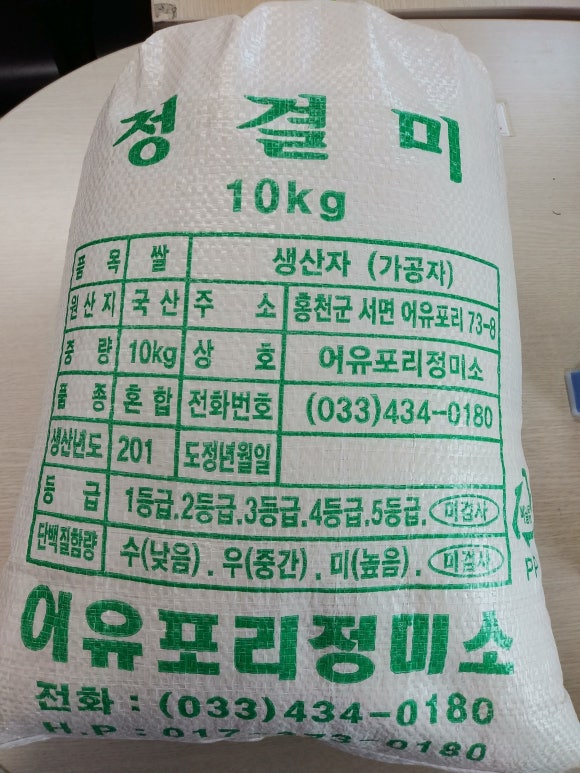 정결미
10kg
품목 쌀 생산자 (가공자)
원산지 국산 주소 홍천군 서면 어유포리 73-8
중량 10kg 상호 어유포리정미소
품종 혼합 전화번호 (033)434-0180
생산년도 201 도정년월일
등급 1등급.2등급.3등급.4등급.5등급. 미검사
단백질함량 수(낮음). 우(중간). 미(높음). 미검사
PP
어유포리정미소
전화 : (033)434-0180
H.P : 017-373-0180